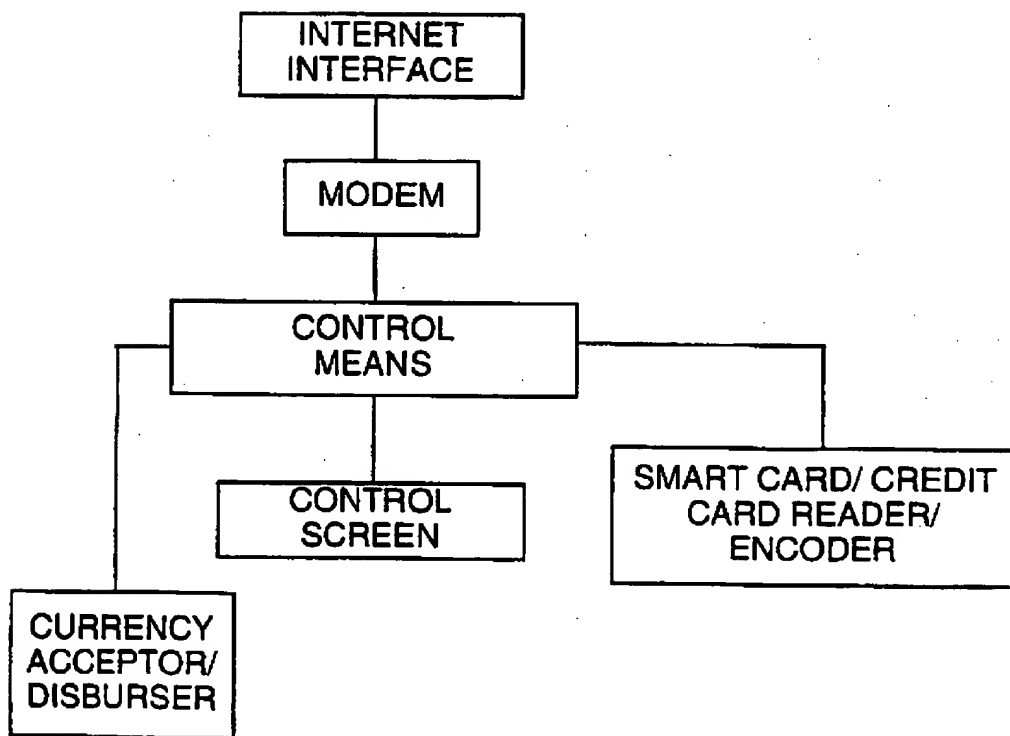 INTERNET
INTERFACE
MODEM
CONTROL
MEANS
CONTROL
SCREEN
SMART CARD/ CREDIT
CARD READER/
ENCODER
CURRENCY
ACCEPTOR/
DISBURSER